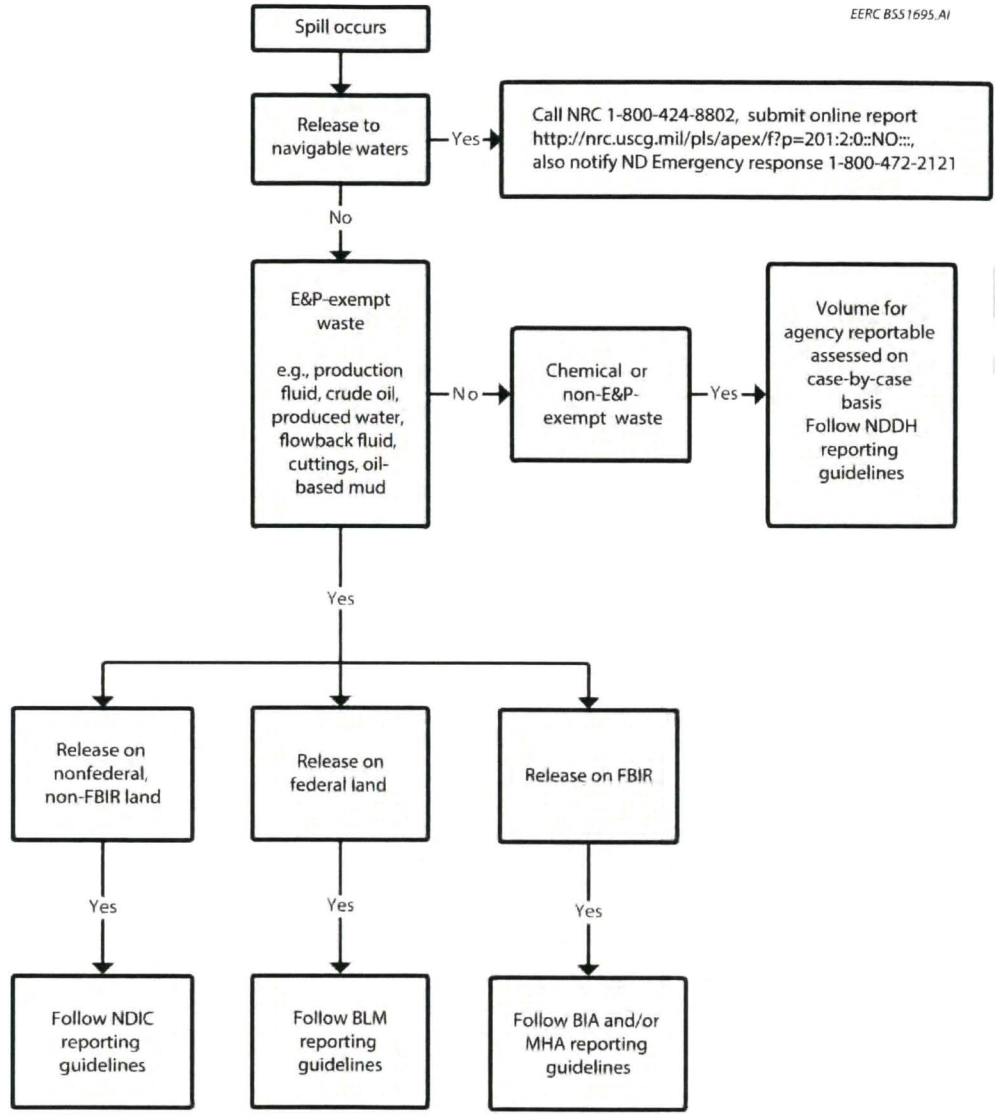 EERC BS51695.AI
Spill occurs
Release to
navigable waters
Yes
Call NRC 1-800-424-8802, submit online report
http://nrc.uscg.mil/pls/apex/f?p=201:2:0::NO:::,
also notify ND Emergency response 1-800-472-2121
No
E&P-exempt
waste
e.g., production
fluid, crude oil,
produced water,
flowback fluid,
cuttings, oil-
based mud
No
Chemical or
non-E&P-
exempt waste
Yes
Volume for
agency reportable
assessed on
case-by-case
basis
Follow NDDH
reporting
guidelines
Yes
Release on
nonfederal,
non-FBIR land
Release on
federal land
Release on FBIR
Yes
Yes
Yes
Follow NDIC
reporting
guidelines
Follow BLM
reporting
guidelines
Follow BIA and/or
MHA reporting
guidelines